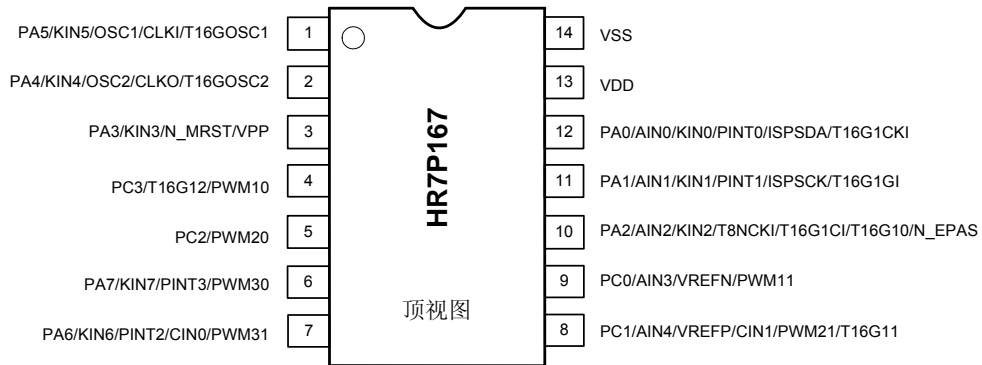 PA5/KIN5/OSC1/CLKI/T16GOSC1 1 14 VSS
PA4/KIN4/OSC2/CLKO/T16GOSC2 2 13 VDD
PA3/KIN3/N_MRST/VPP 3 12 PA0/AIN0/KIN0/PINT0/ISPSDA/T16G1CKI
PC3/T16G12/PWM10 4 11 PA1/AIN1/KIN1/PINT1/ISPSCK/T16G1GI
PC2/PWM20 5 10 PA2/AIN2/KIN2/T8NCKI/T16G1CI/T16G10/N_EPAS
PA7/KIN7/PINT3/PWM30 6 9 PC0/AIN3/VREFN/PWM11
PA6/KIN6/PINT2/CIN0/PWM31 7 8 PC1/AIN4/VREFP/CIN1/PWM21/T16G11
HR7P167
顶视图